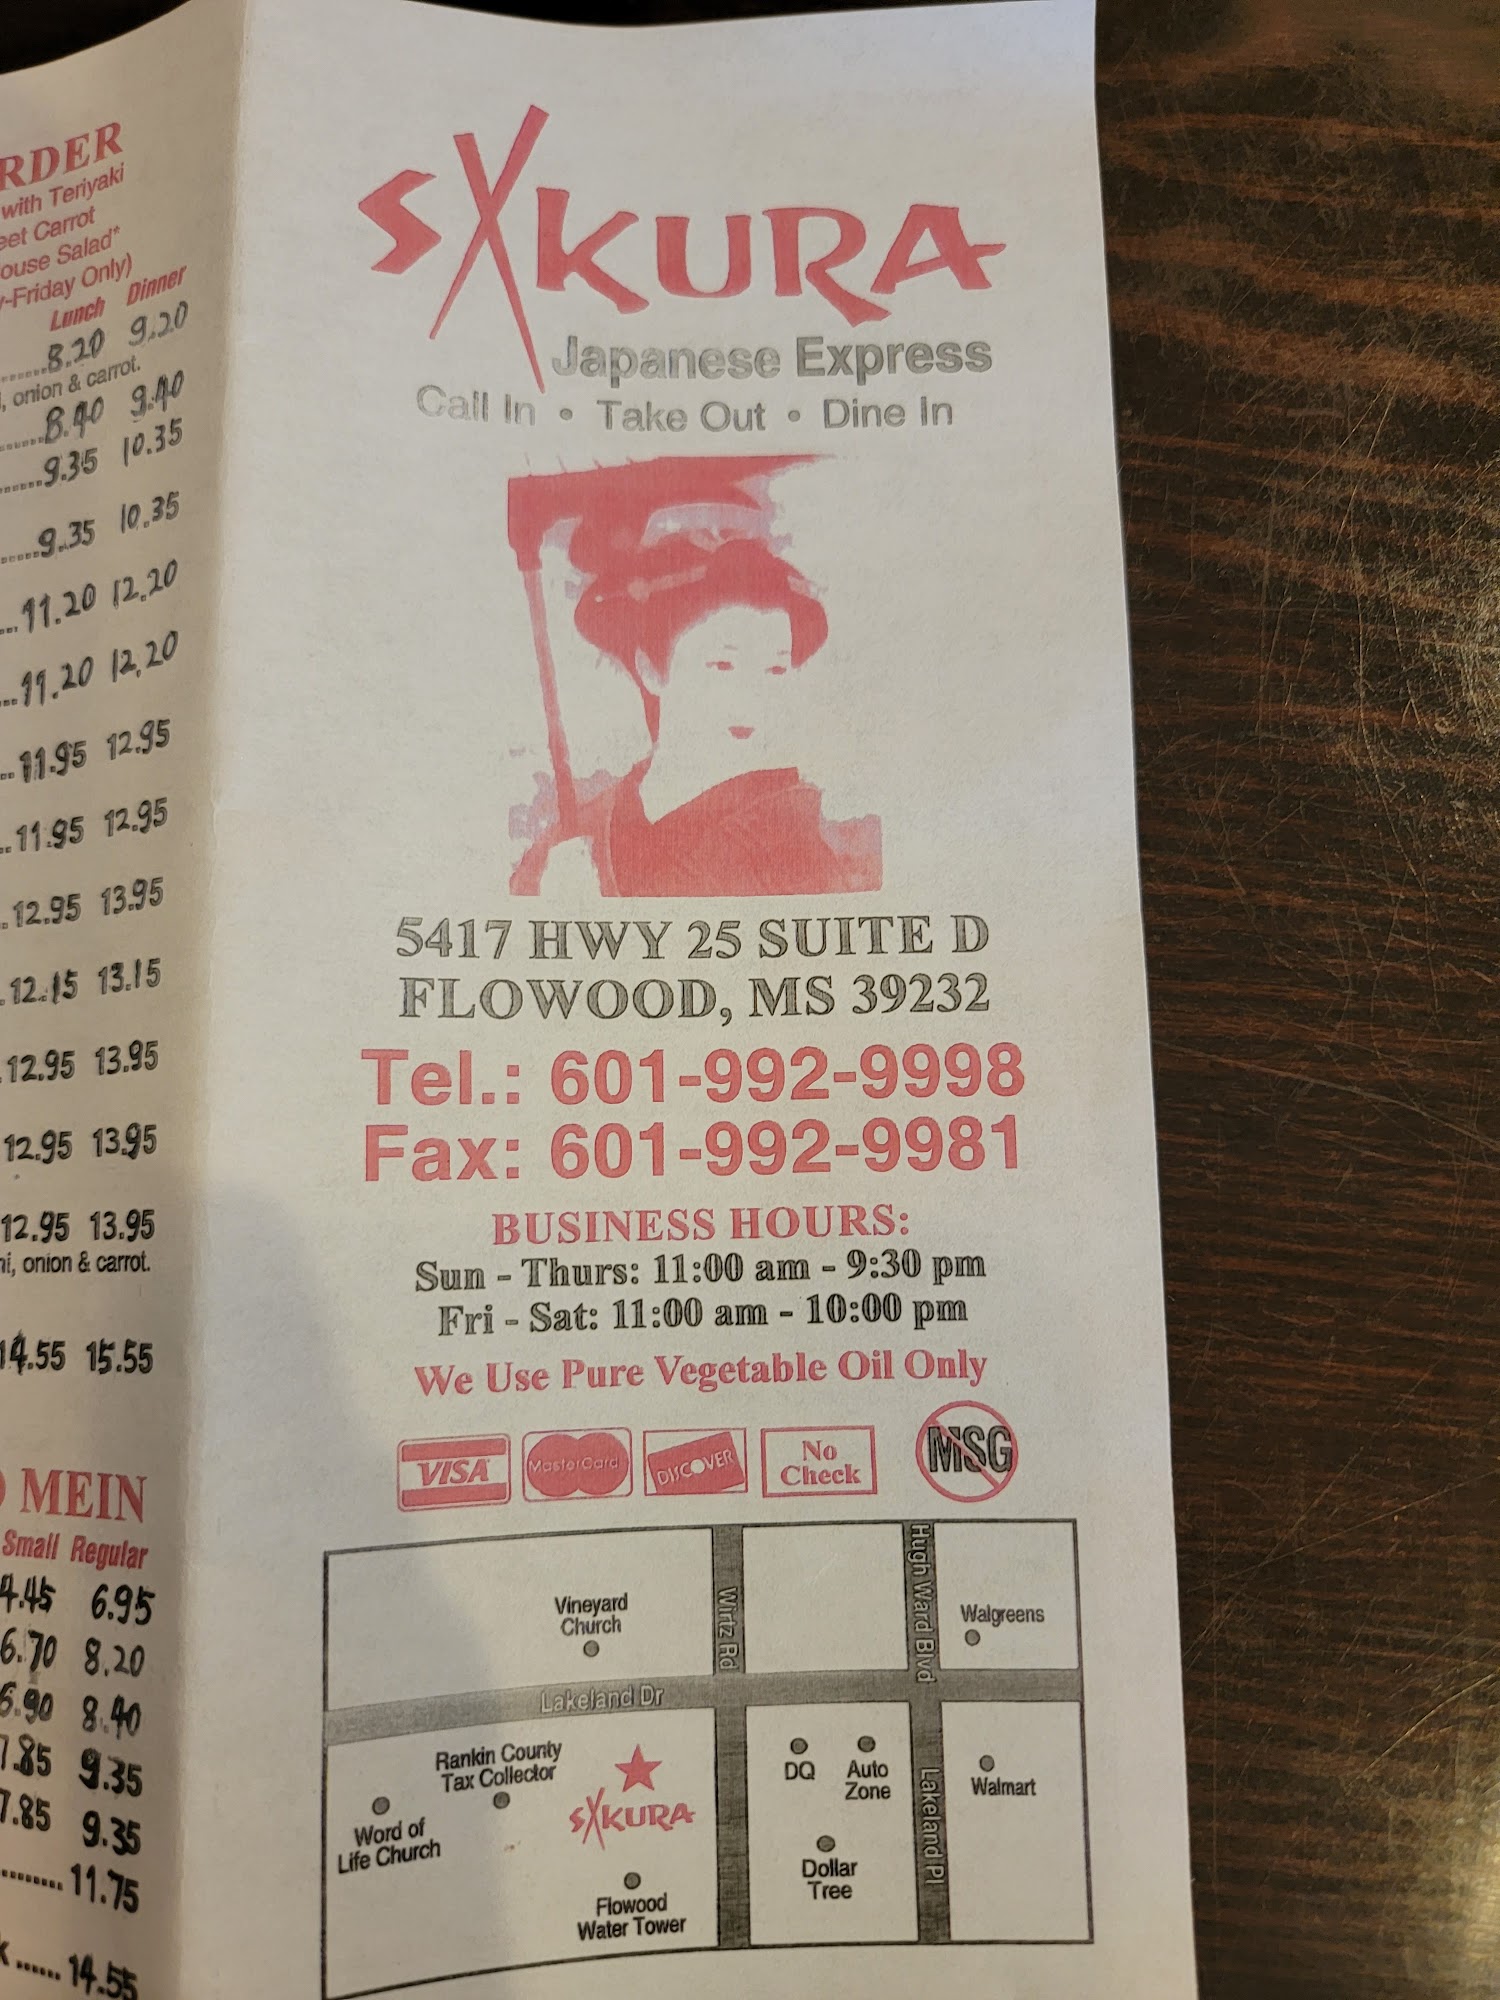 RDER
with Teriyaki
eet Carrot
ouse Salad*
y-Friday Only)
Lunch Dinner
8.20 9.20
, onion & carrot.
8.40 9.40
9.35 10.35
9.35 10.35
11.20 12.20
11.20 12.20
11.95 12.95
11.95 12.95
12.95 13.95
12.15 13.15
12.95 13.95
12.95 13.95
12.95 13.95
ni, onion & carrot.
14.55 15.55
MEIN
Small Regular
4.45 6.95
6.70 8.20
6.90 8.40
7.85 9.35
7.85 9.35
11.75
14.55
SAKURA
Japanese Express
Call In • Take Out • Dine In
5417 HWY 25 SUITE D
FLOWOOD, MS 39232
Tel.: 601-992-9998
Fax: 601-992-9981
BUSINESS HOURS:
Sun - Thurs: 11:00 am - 9:30 pm
Fri - Sat: 11:00 am - 10:00 pm
We Use Pure Vegetable Oil Only
VISA
MasterCard
DISCOVER
No
Check
MSG
Vineyard
Church
Wirtz Rd
Hugh Ward Blvd
Walgreens
Lakeland Dr
Rankin County
Tax Collector
Word of
Life Church
SAKURA
Flowood
Water Tower
DQ
Auto
Zone
Dollar
Tree
Lakeland Pl
Walmart